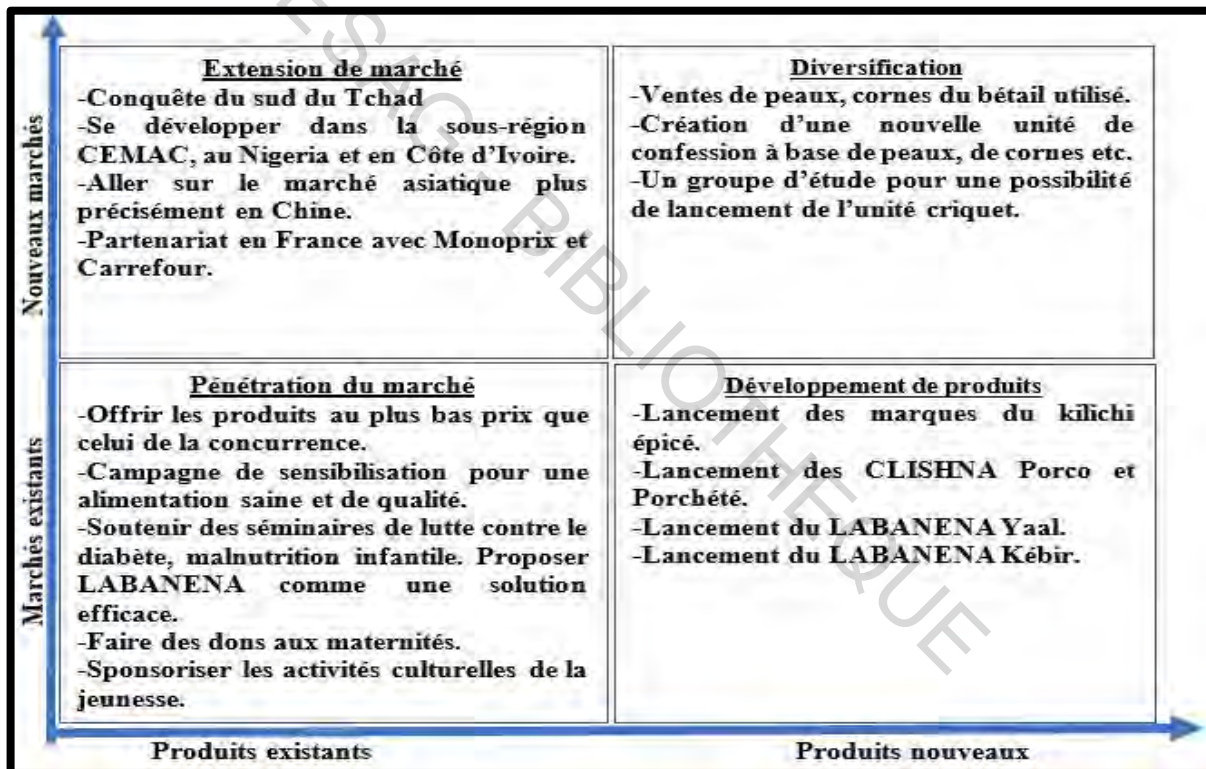 Nouveaux marchés
Extension de marché
-Conquête du sud du Tchad
-Se développer dans la sous-région
CEMAC, au Nigeria et en Côte d'Ivoire.
-Aller sur le marché asiatique plus
précisément en Chine.
-Partenariat en France avec Monoprix et
Carrefour.
Diversification
-Ventes de peaux, cornes du bétail utilisé.
-Création d'une nouvelle unité de
confession à base de peaux, de cornes etc.
-Un groupe d'étude pour une possibilité
de lancement de l'unité criquet.
Marchés existants
Pénétration du marché
-Offrir les produits au plus bas prix que
celui de la concurrence.
-Campagne de sensibilisation pour une
alimentation saine et de qualité.
-Soutenir des séminaires de lutte contre le
diabète, malnutrition infantile. Proposer
LABANENA comme une solution
efficace.
-Faire des dons aux maternités.
-Sponsoriser les activités culturelles de la
jeunesse.
Développement de produits
-Lancement des marques du kilichi
épicé.
-Lancement des CLISHNA Porco et
Porchété.
-Lancement du LABANENA Yaal.
-Lancement du LABANENA Kébir.
Produits existants
Produits nouveaux
CESAG - BIBLIOTHEQUE